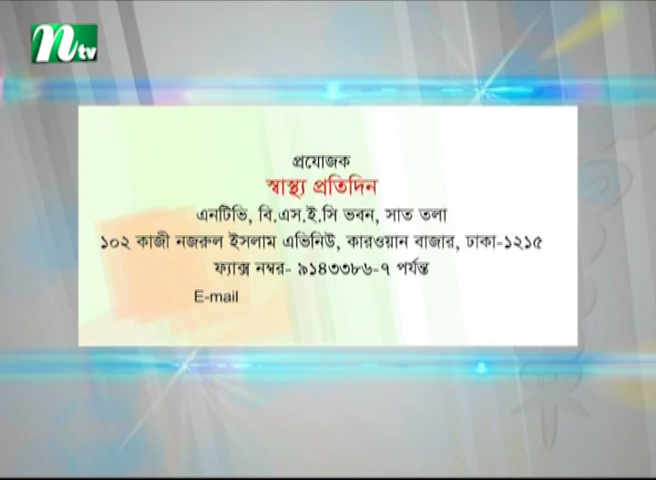 ntv
প্রযোজক
স্বাস্থ্য প্রতিদিন
এনটিভি, বি.এস.ই.সি ভবন, সাত তলা
১০২ কাজী নজরুল ইসলাম এভিনিউ, কারওয়ান বাজার, ঢাকা-১২১৫
ফ্যাক্স নম্বর- ৯১৪৩৩৮৬-৭ পর্যন্ত
E-mail